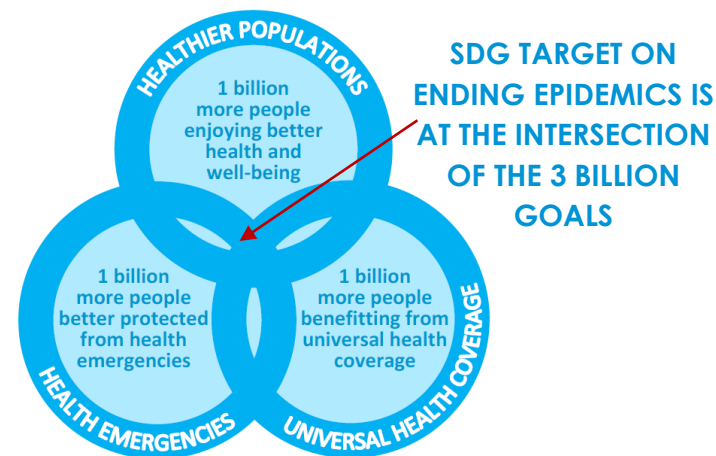 HEALTHIER POPULATIONS
1 billion
more people
enjoying better
health and
well-being
SDG TARGET ON
ENDING EPIDEMICS IS
AT THE INTERSECTION
OF THE 3 BILLION
GOALS
1 billion
more people
better protected
from health
emergencies
HEALTH EMERGENCIES
1 billion
more people
benefitting from
universal health
coverage
UNIVERSAL HEALTH COVERAGE